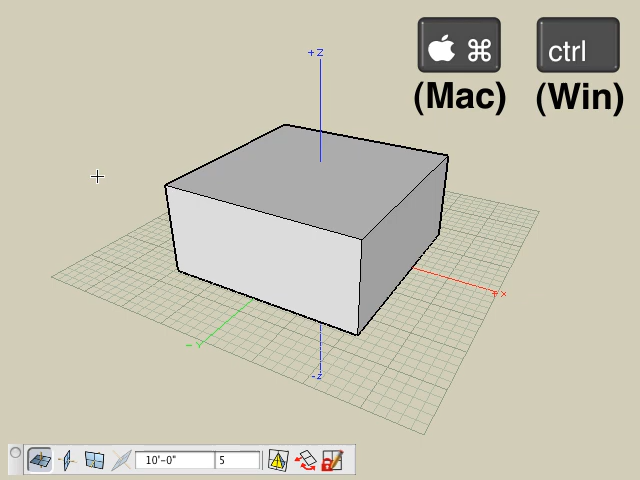 ⌘ ctrl
(Mac) (Win)
+Z
+X
-Y
-Z
10'-0" 5